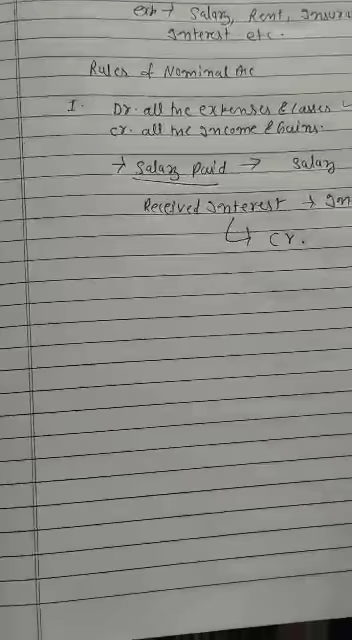 exp → Salary, Rent, Insura
Interest etc.
Rules of Nominal A/c
I. Dr. all the expenses & losses
Cr. all the Income & Gains.
→ Salary Paid → Salary
Received Interest → In
↳ Cr.